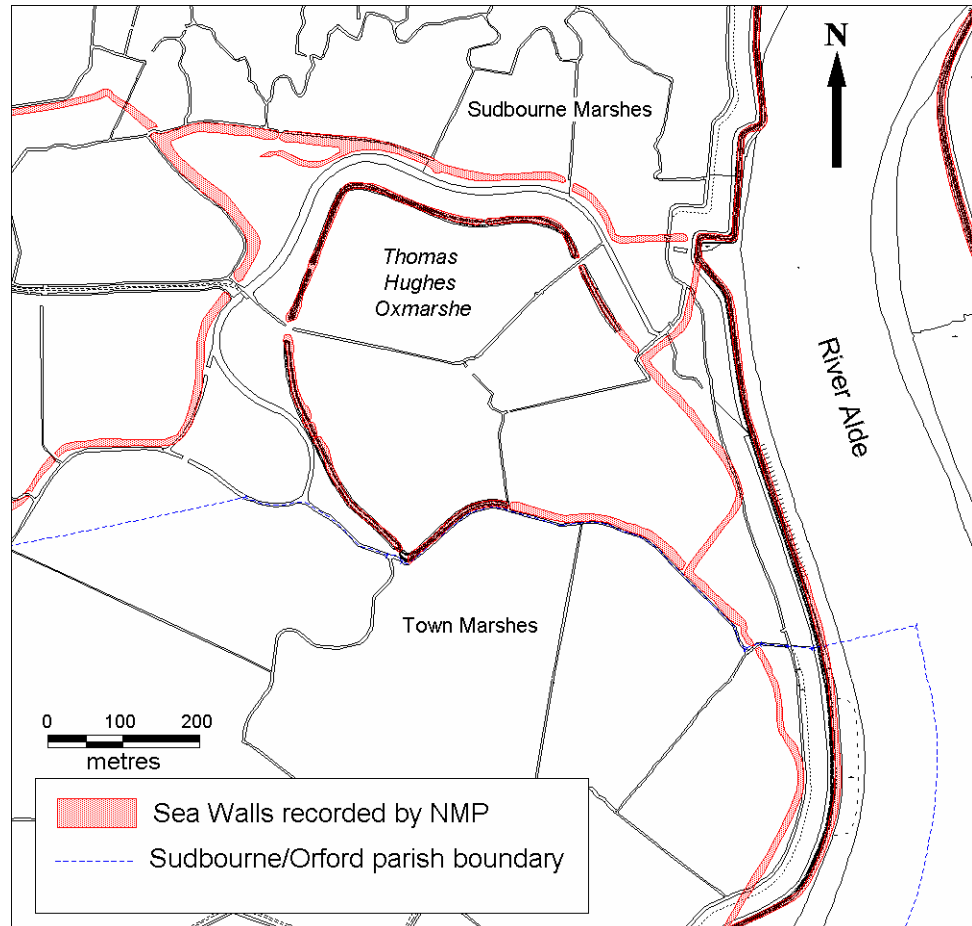 N
Sudbourne Marshes
Thomas
Hughes
Oxmarshe
River Alde
Town Marshes
0 100 200
metres
Sea Walls recorded by NMP
Sudbourne/Orford parish boundary